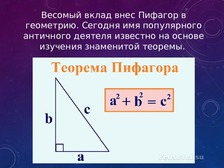 Весомый вклад внес Пифагор в
геометрию. Сегодня имя популярного
античного деятеля известно на основе
изучения знаменитой теоремы.
Теорема Пифагора
a² + b² = c²
b
c
a